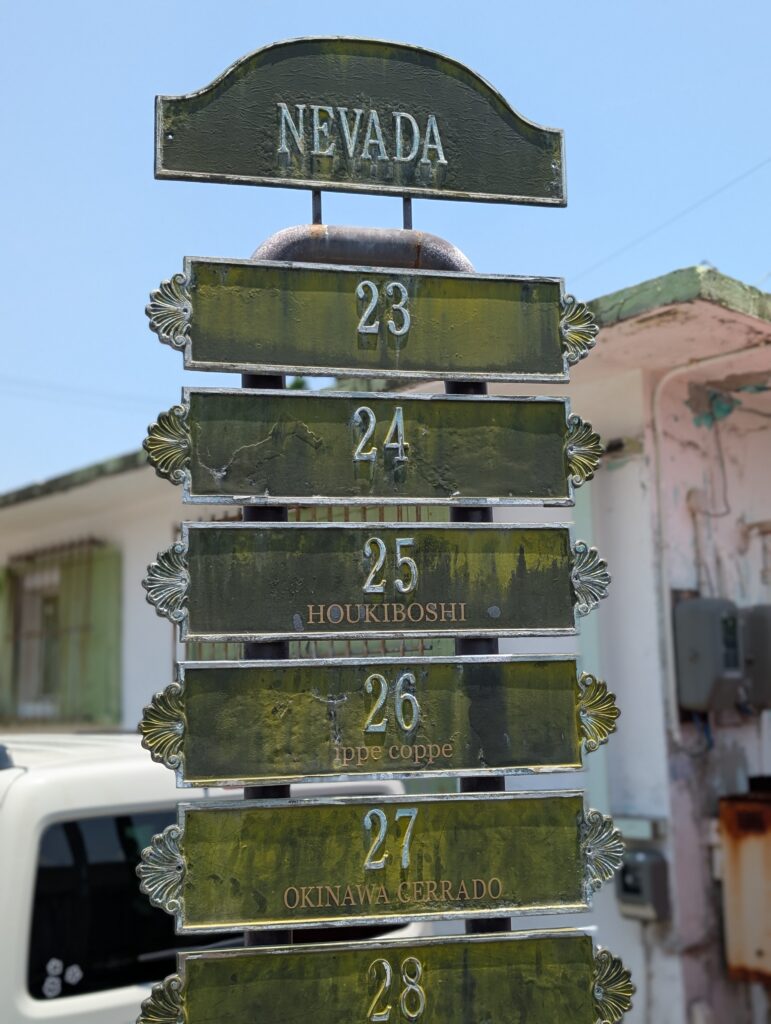 NEVADA
23
24
25
HOUKIBOSHI
26
ippe coppe
27
OKINAWA CERRADO
28